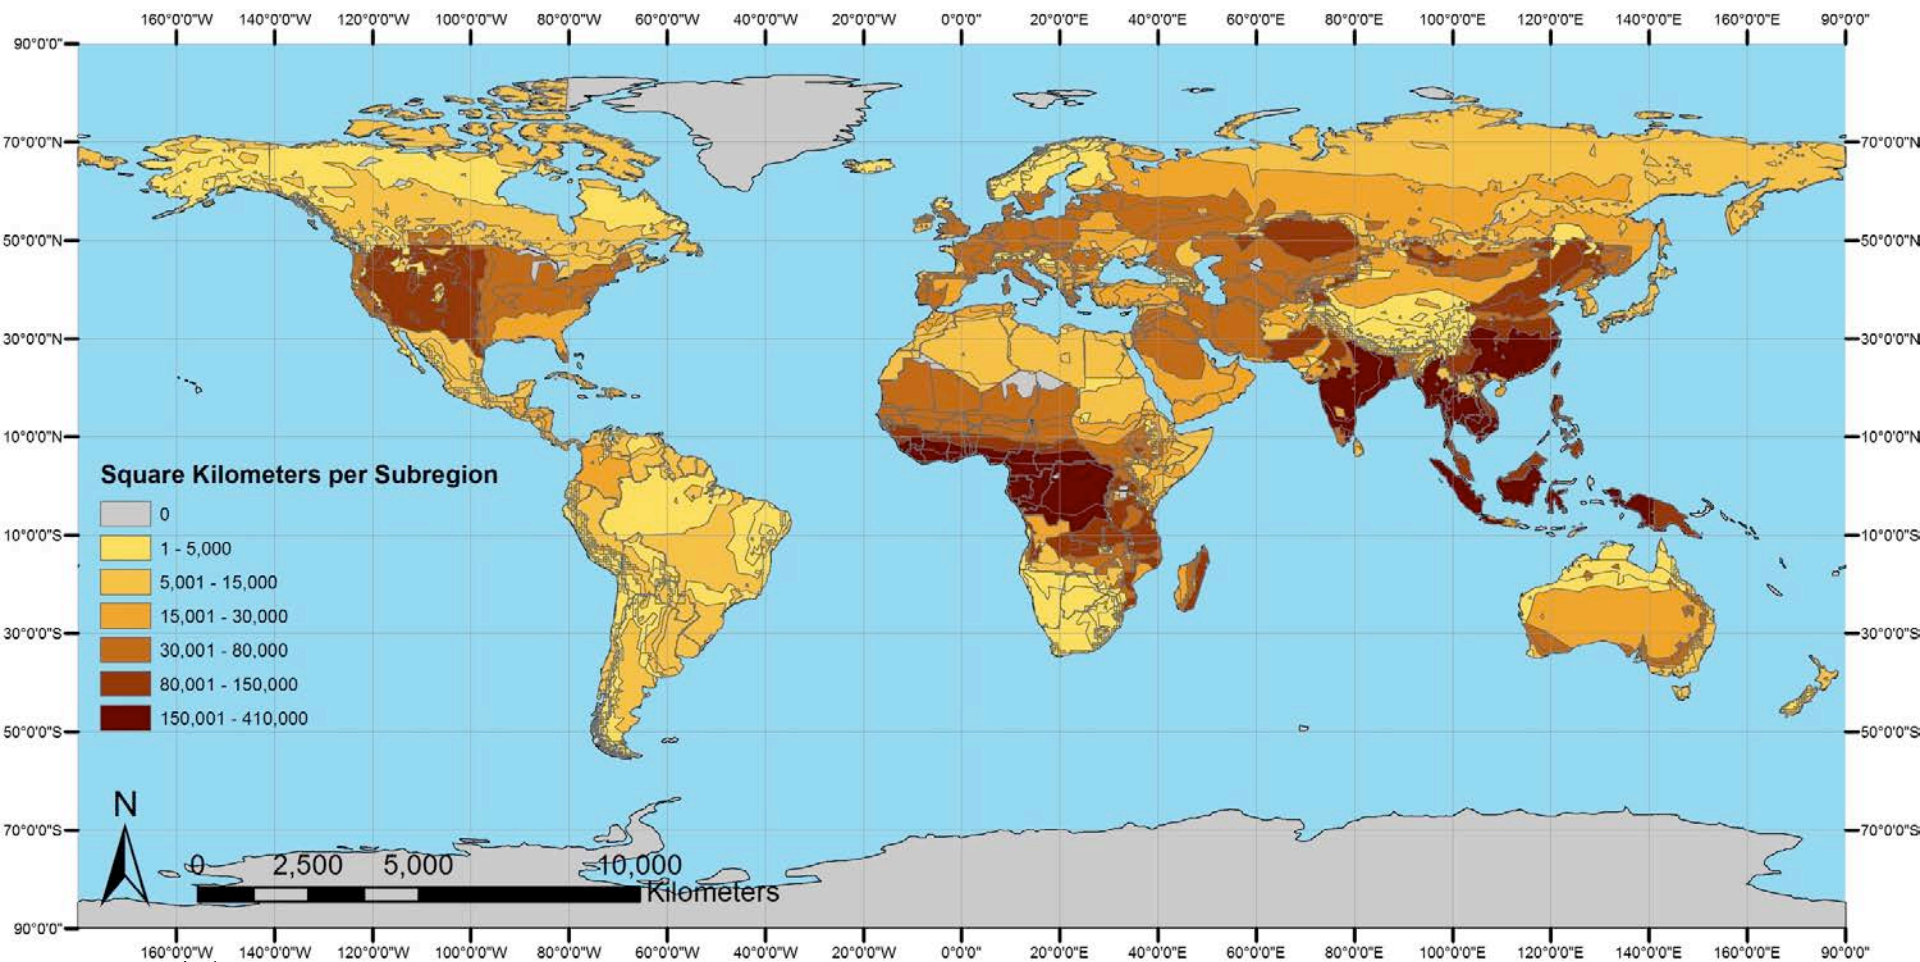 160°0'0"W 140°0'0"W 120°0'0"W 100°0'0"W 80°0'0"W 60°0'0"W 40°0'0"W 20°0'0"W 0°0'0" 20°0'0"E 40°0'0"E 60°0'0"E 80°0'0"E 100°0'0"E 120°0'0"E 140°0'0"E 160°0'0"E 90°0'0"
90°0'0" 90°0'0"
70°0'0"N 70°0'0"N
50°0'0"N 50°0'0"N
30°0'0"N 30°0'0"N
10°0'0"N 10°0'0"N
Square Kilometers per Subregion
0
1 - 5,000
10°0'0"S 10°0'0"S
5,001 - 15,000
15,001 - 30,000
30°0'0"S 30°0'0"S
30,001 - 80,000
80,001 - 150,000
150,001 - 410,000
50°0'0"S 50°0'0"S
N
70°0'0"S 70°0'0"S
0 2,500 5,000 10,000
Kilometers
90°0'0" 90°0'0"
160°0'0"W 140°0'0"W 120°0'0"W 100°0'0"W 80°0'0"W 60°0'0"W 40°0'0"W 20°0'0"W 0°0'0" 20°0'0"E 40°0'0"E 60°0'0"E 80°0'0"E 100°0'0"E 120°0'0"E 140°0'0"E 160°0'0"E 90°0'0"